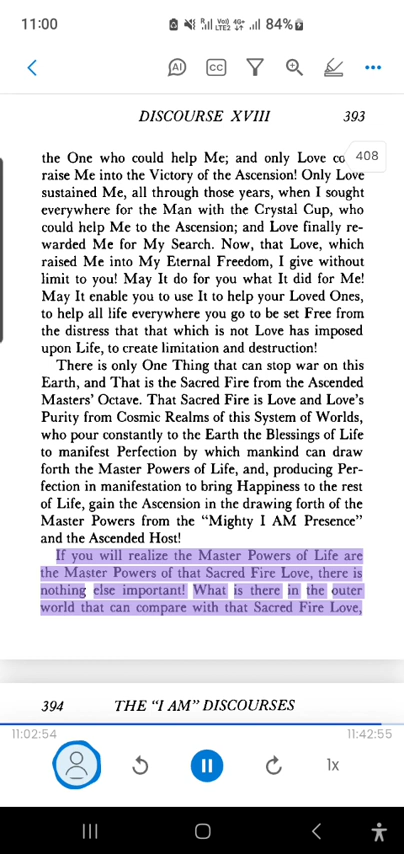 11:00
84%
AI CC
DISCOURSE XVIII 393
408
the One who could help Me; and only Love co
raise Me into the Victory of the Ascension! Only Love
sustained Me, all through those years, when I sought
everywhere for the Man with the Crystal Cup, who
could help Me to the Ascension; and Love finally re-
warded Me for My Search. Now, that Love, which
raised Me into My Eternal Freedom, I give without
limit to you! May It do for you what It did for Me!
May It enable you to use It to help your Loved Ones,
to help all life everywhere you go to be set Free from
the distress that that which is not Love has imposed
upon Life, to create limitation and destruction!
There is only One Thing that can stop war on this
Earth, and That is the Sacred Fire from the Ascended
Masters' Octave. That Sacred Fire is Love and Love's
Purity from Cosmic Realms of this System of Worlds,
who pour constantly to the Earth the Blessings of Life
to manifest Perfection by which mankind can draw
forth the Master Powers of Life, and, producing Per-
fection in manifestation to bring Happiness to the rest
of Life, gain the Ascension in the drawing forth of the
Master Powers from the “Mighty I AM Presence”
and the Ascended Host!
If you will realize the Master Powers of Life are
the Master Powers of that Sacred Fire Love, there is
nothing else important! What is there in the outer
world that can compare with that Sacred Fire Love,
394 THE “I AM” DISCOURSES
11:02:54 11:42:55
1x